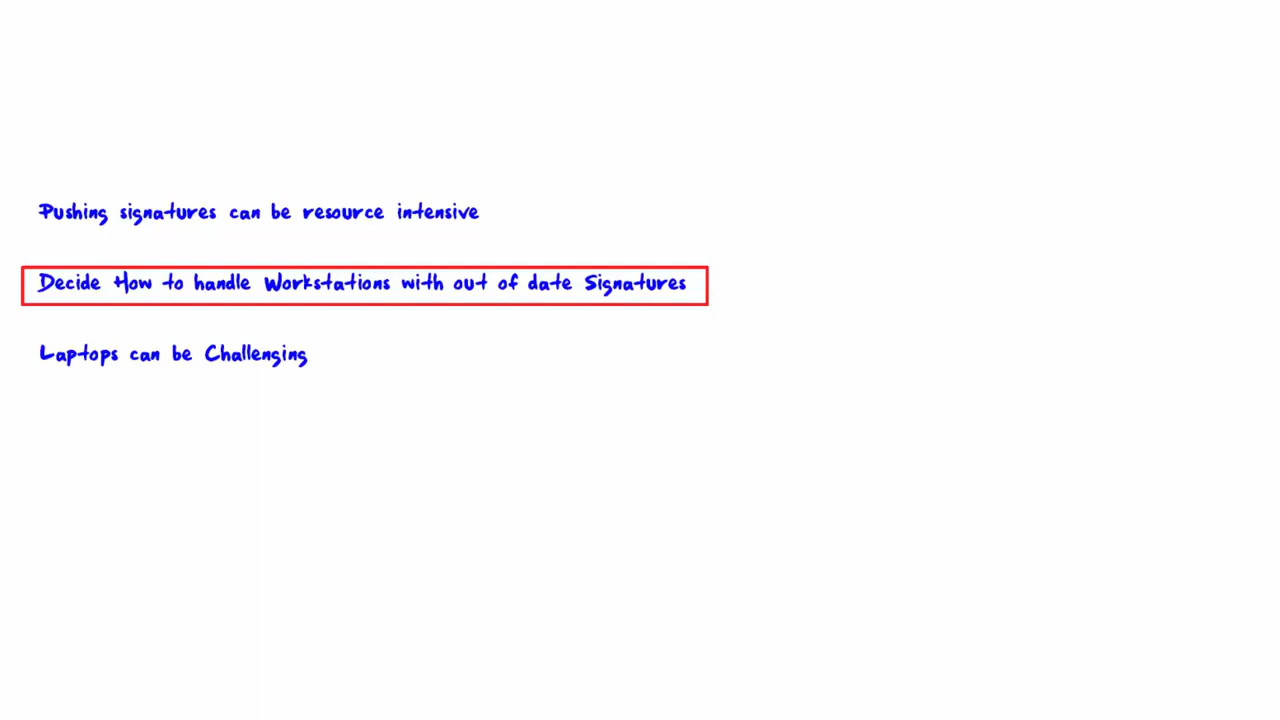 Pushing signatures can be resource intensive
Decide How to handle Workstations with out of date Signatures
Laptops can be Challenging